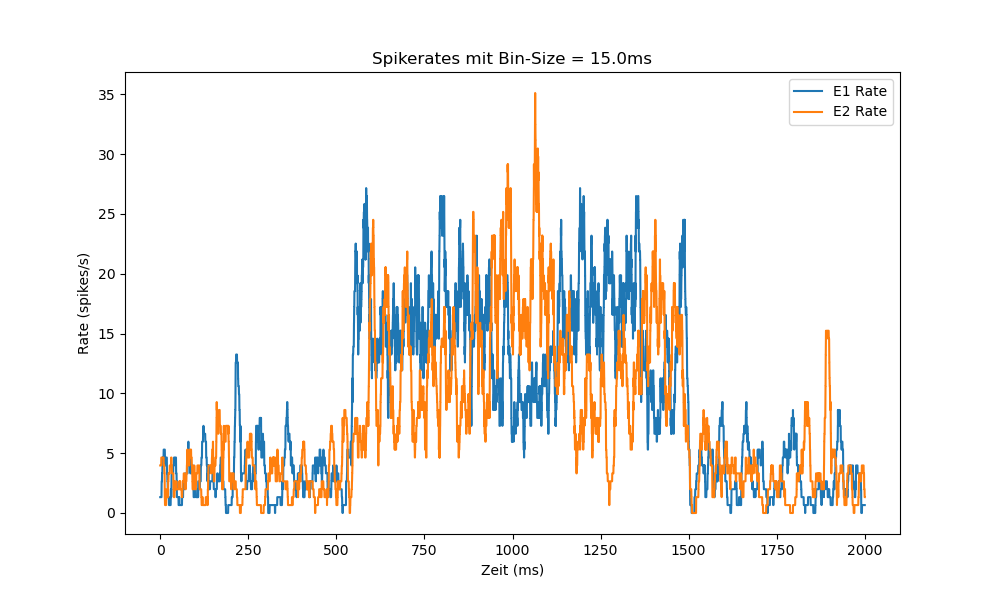 Spikerates mit Bin-Size = 15.0ms
E1 Rate
E2 Rate
35
30
25
20
15
10
5
0
Rate (spikes/s)
0 250 500 750 1000 1250 1500 1750 2000
Zeit (ms)